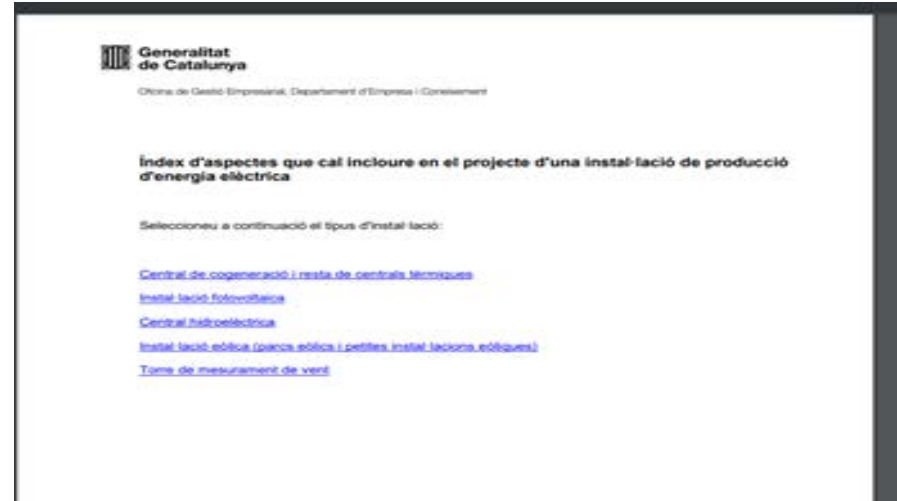 Generalitat
de Catalunya
Oficina de Gestió Empresarial, Departament d'Empresa i Coneixement
Índex d'aspectes que cal incloure en el projecte d'una instal·lació de producció
d'energia elèctrica
Seleccioneu a continuació el tipus d'instal·lació:
Central de cogeneració i resta de centrals tèrmiques
Instal·lació fotovoltaica
Central hidroelèctrica
Instal·lació eòlica (parcs eòlics i petites instal·lacions eòliques)
Torre de mesurament de vent